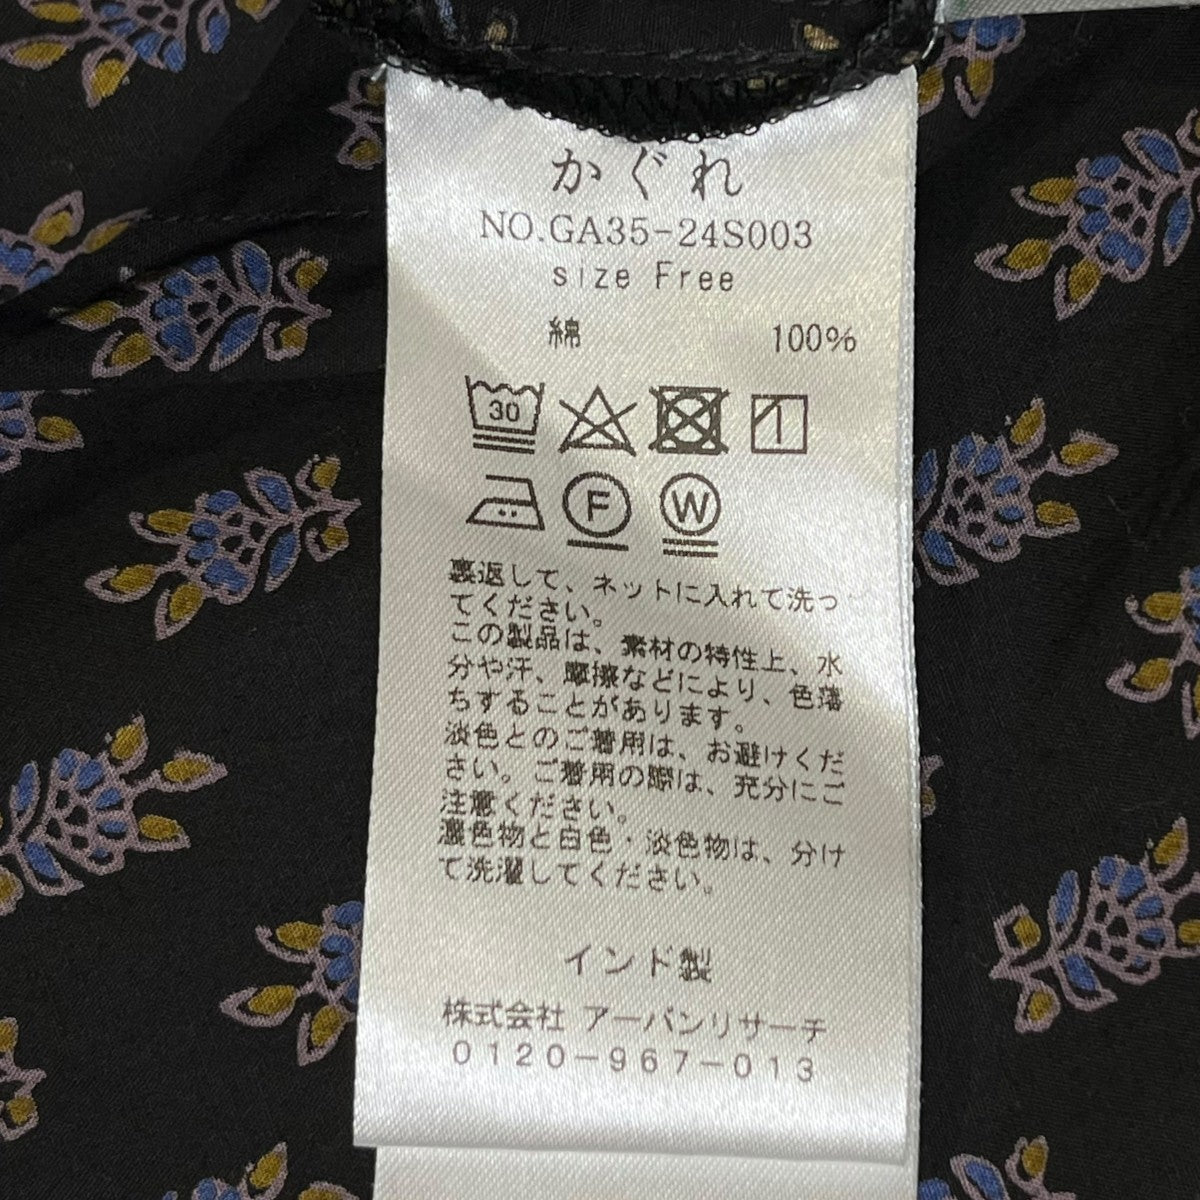 かぐれ
NO.GA35-24S003
size Free
綿 100%
30
F W
裏返して、ネットに入れて洗っ
てください。
この製品は、素材の特性上、水
分や汗、摩擦などにより、色落
ちすることがあります。
淡色とのご着用は、お避けくだ
さい。ご着用の際は、充分にご
注意ください。
濃色物と白色・淡色物は、分け
て洗濯してください。
インド製
株式会社 アーバンリサーチ
0120-967-013